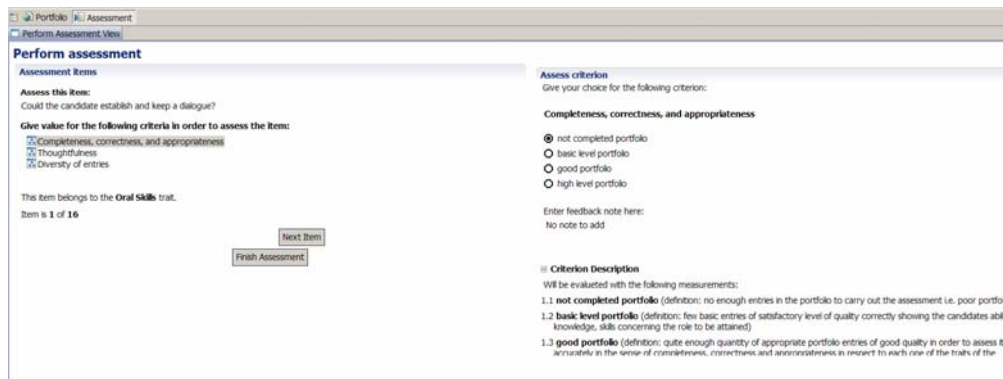 Portfolio Assessment
Perform Assessment View
Perform assessment
Assessment items
Assess this item:
Could the candidate establish and keep a dialogue?
Give value for the following criteria in order to assess the item:
Completeness, correctness, and appropriateness
Thoughtfulness
Diversity of entries
This item belongs to the Oral Skills trait.
Item is 1 of 16
Next Item
Finish Assessment
Assess criterion
Give your choice for the following criterion:
Completeness, correctness, and appropriateness
not completed portfolio
basic level portfolio
good portfolio
high level portfolio
Enter feedback note here:
No note to add
Criterion Description
Will be evalueted with the following measurements:
1.1 not completed portfolio (definition: no enough entries in the portfolio to carry out the assessment i.e. poor portfo
1.2 basic level portfolio (definition: few basic entries of satisfactory level of quality correctly showing the candidates abil
knowledge, skils concerning the role to be attained)
1.3 good portfolio (definition: quite enough quantity of appropriate portfolio entries of good quality in order to assess it
accurately in the sense of completeness, correctness and appropriateness in respect to each one of the traits of the